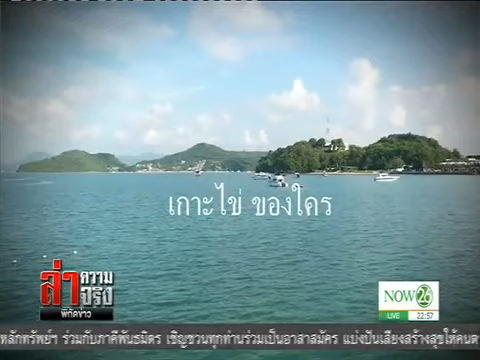 เกาะไข่ ของใคร
ล่า ความจริง
พิกัดข่าว
NOW26
LIVE 22:57
หลักทรัพย์ฯ ร่วมกับภาคีพันธมิตร เชิญชวนทุกท่านร่วมเป็นอาสาสมัคร แบ่งปันเสียงสร้างสุขให้คนต